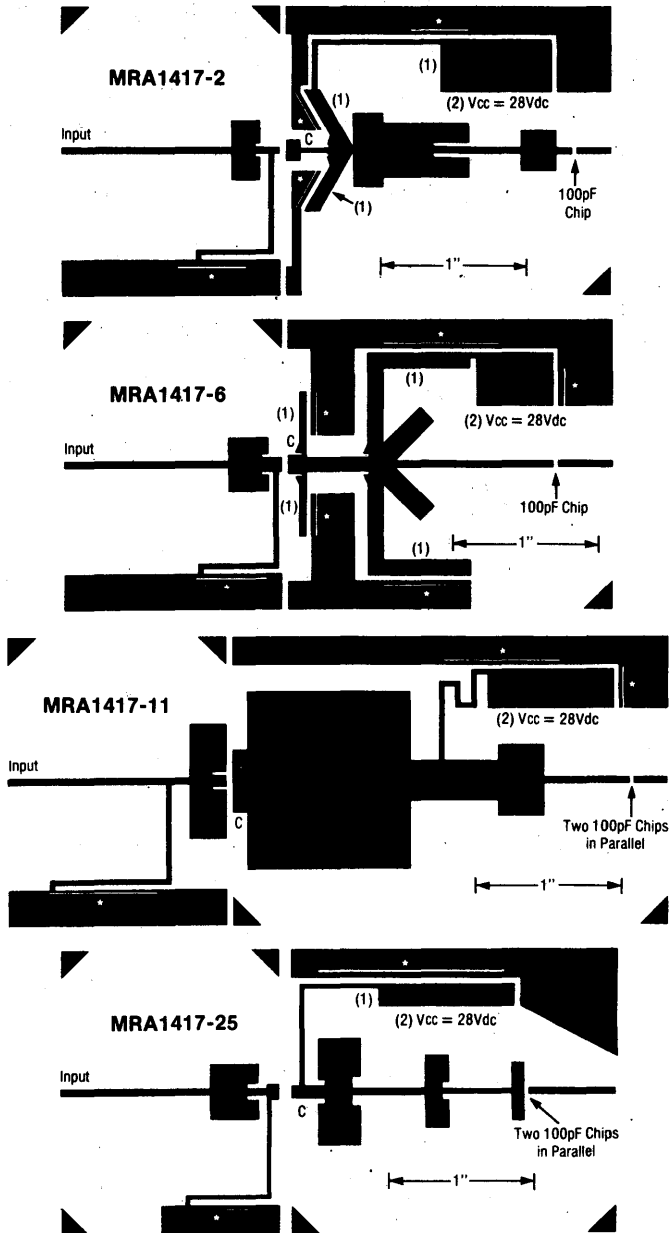 *
MRA1417-2
(1)
(1)
(2) Vcc = 28Vdc
Input
*
C
*
100pF
Chip
(1)
1"
*
*
MRA1417-6
(1)
*
(1)
*
(2) Vcc = 28Vdc
C
Input
100pF Chip
(1)
*
1"
(1)
*
*
*
MRA1417-11
*
(2) Vcc = 28Vdc
Input
C
Two 100pF Chips
in Parallel
1"
*
*
MRA1417-25
(1)
(2) Vcc = 28Vdc
Input
C
Two 100pF Chips
in Parallel
1"
*